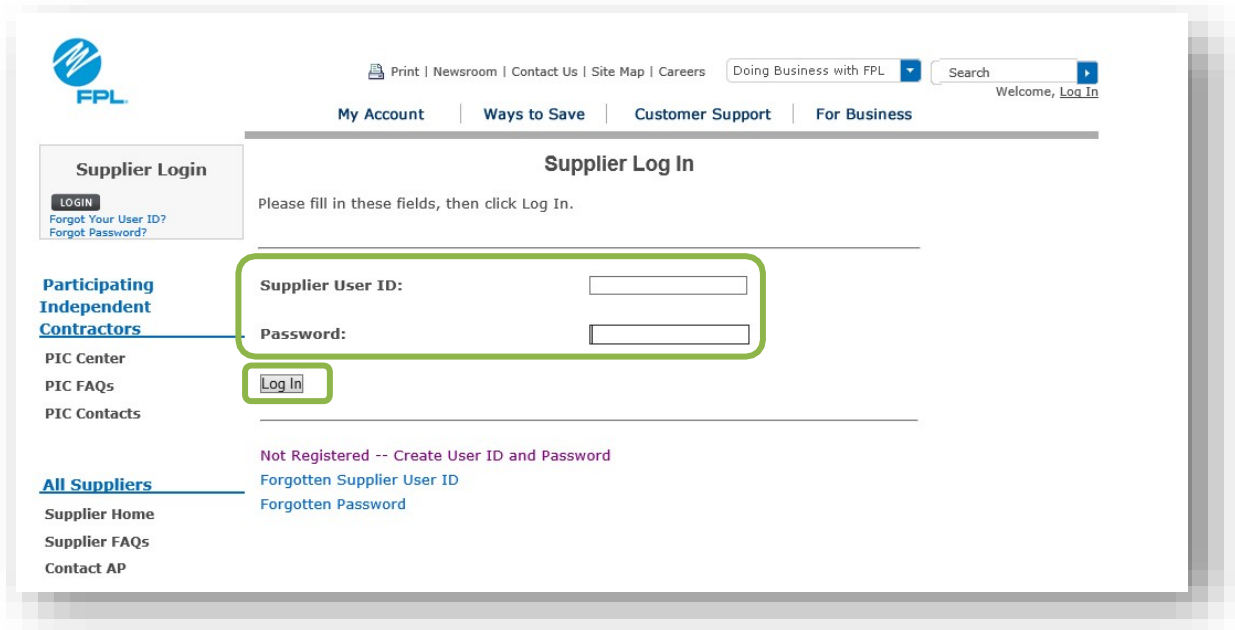 FPL.
Print | Newsroom | Contact Us | Site Map | Careers
Doing Business with FPL
Search
Welcome, Log In
My Account
Ways to Save
Customer Support
For Business
Supplier Login
LOGIN
Forgot Your User ID?
Forgot Password?
Participating
Independent
Contractors
PIC Center
PIC FAQs
PIC Contacts
All Suppliers
Supplier Home
Supplier FAQs
Contact AP
Supplier Log In
Please fill in these fields, then click Log In.
Supplier User ID:
Password:
Log In
Not Registered -- Create User ID and Password
Forgotten Supplier User ID
Forgotten Password